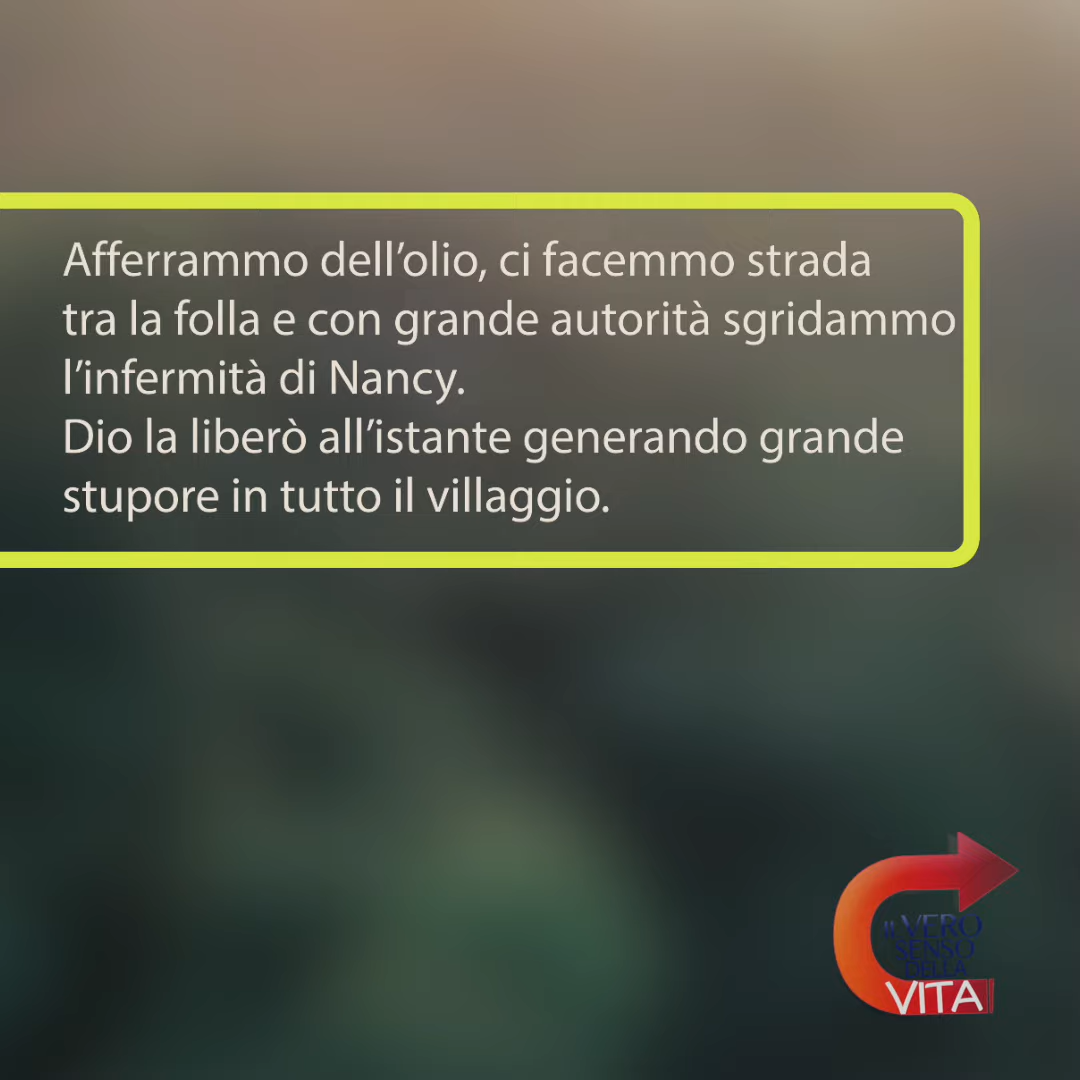 Afferrammo dell’olio, ci facemmo strada
tra la folla e con grande autorità sgridammo
l’infermità di Nancy.
Dio la liberò all’istante generando grande
stupore in tutto il villaggio.
IL VERO
SENSO
DELLA
VITA